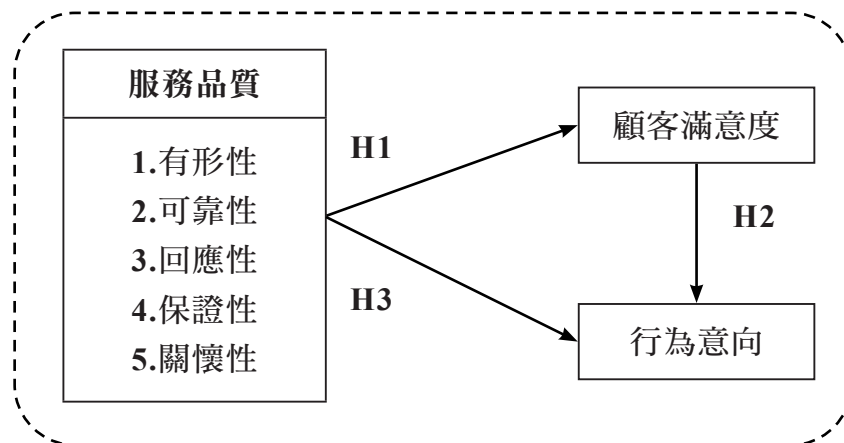 服務品質
1.有形性
2.可靠性
3.回應性
4.保證性
5.關懷性
H1
H3
顧客滿意度
H2
行為意向